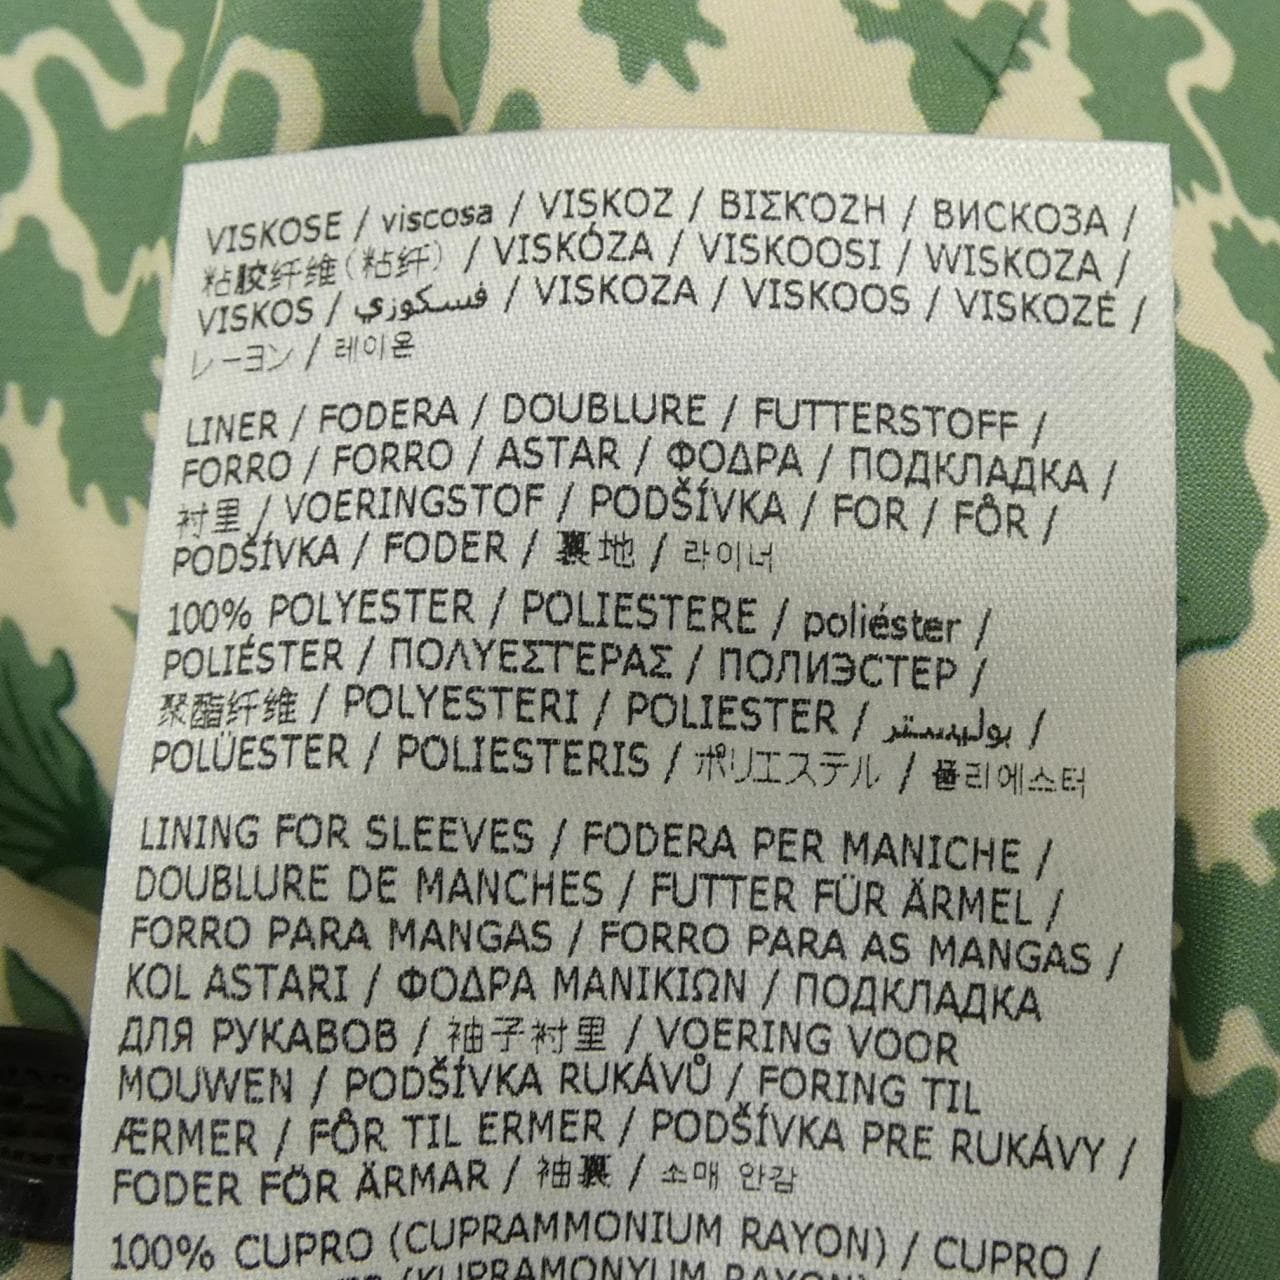 VISKOSE / viscosa / VISKOZ / ΒΙΣΚΌΖΗ / ВИСКОЗА /
粘胶纤维(粘纤) / VISKÓZA / VISKOOSI / WISKOZA /
VISKOS / فسكوزي / VISKOZA / VISKOOS / VISKOZĖ /
レーヨン / 레이온
LINER / FODERA / DOUBLURE / FUTTERSTOFF /
FORRO / FORRO / ASTAR / ΦΟΔΡΑ / ПОДКЛАДКА /
衬里 / VOERINGSTOF / PODŠÍVKA / FOR / FÔR /
PODŠÍVKA / FODER / 裏地 / 라이너
100% POLYESTER / POLIESTERE / poliéster /
POLIÉSTER / ΠΟΛΥΕΣΤΕΡΑΣ / ПОЛИЭСТЕР /
聚酯纤维 / POLYESTERI / POLIESTER / بوليستر /
POLÜESTER / POLIESTERIS / ポリエステル / 폴리에스터
LINING FOR SLEEVES / FODERA PER MANICHE /
DOUBLURE DE MANCHES / FUTTER FÜR ÄRMEL /
FORRO PARA MANGAS / FORRO PARA AS MANGAS /
KOL ASTARI / ΦΟΔΡΑ ΜΑΝΙΚΙΩΝ / ПОДКЛАДКА
ДЛЯ РУКАВОВ / 袖子衬里 / VOERING VOOR
MOUWEN / PODŠÍVKA RUKÁVŮ / FORING TIL
ÆRMER / FÔR TIL ERMER / PODŠÍVKA PRE RUKÁVY /
FODER FÖR ÄRMAR / 袖裏 / 소매 안감
100% CUPRO (CUPRAMMONIUM RAYON) / CUPRO /
(KUPRAMONYUM RAYON)